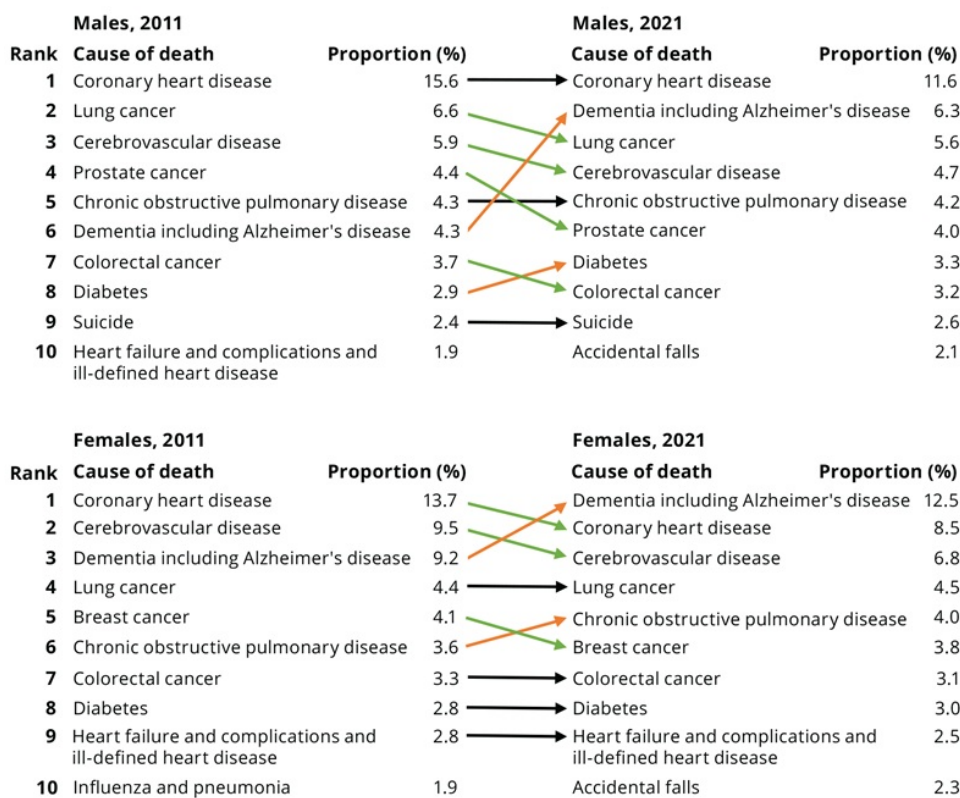 Males, 2011 Males, 2021
Rank Cause of death Proportion (%) Cause of death Proportion (%)
1 Coronary heart disease 15.6 Coronary heart disease 11.6
2 Lung cancer 6.6 Dementia including Alzheimer's disease 6.3
3 Cerebrovascular disease 5.9 Lung cancer 5.6
4 Prostate cancer 4.4 Cerebrovascular disease 4.7
5 Chronic obstructive pulmonary disease 4.3 Chronic obstructive pulmonary disease 4.2
6 Dementia including Alzheimer's disease 4.3 Prostate cancer 4.0
7 Colorectal cancer 3.7 Diabetes 3.3
8 Diabetes 2.9 Colorectal cancer 3.2
9 Suicide 2.4 Suicide 2.6
10 Heart failure and complications and 1.9 Accidental falls 2.1
ill-defined heart disease
Females, 2011 Females, 2021
Rank Cause of death Proportion (%) Cause of death Proportion (%)
1 Coronary heart disease 13.7 Dementia including Alzheimer's disease 12.5
2 Cerebrovascular disease 9.5 Coronary heart disease 8.5
3 Dementia including Alzheimer's disease 9.2 Cerebrovascular disease 6.8
4 Lung cancer 4.4 Lung cancer 4.5
5 Breast cancer 4.1 Chronic obstructive pulmonary disease 4.0
6 Chronic obstructive pulmonary disease 3.6 Breast cancer 3.8
7 Colorectal cancer 3.3 Colorectal cancer 3.1
8 Diabetes 2.8 Diabetes 3.0
9 Heart failure and complications and 2.8 Heart failure and complications and 2.5
ill-defined heart disease ill-defined heart disease
10 Influenza and pneumonia 1.9 Accidental falls 2.3